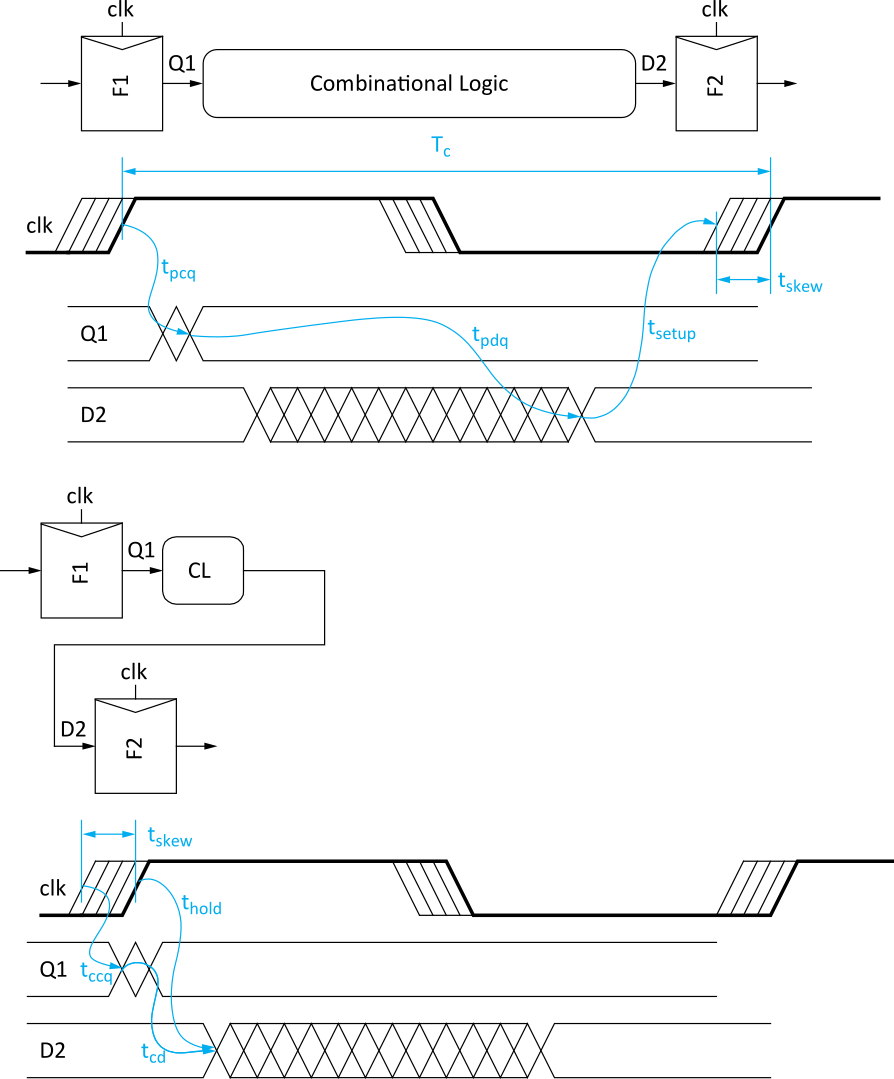 clk clk
F1 Q1 Combinational Logic D2 F2
Tc
clk
tpcq tskew
Q1 tpdq tsetup
D2
clk
F1 Q1 CL
clk
D2 F2
tskew
clk thold
Q1 tccq
D2 tcd